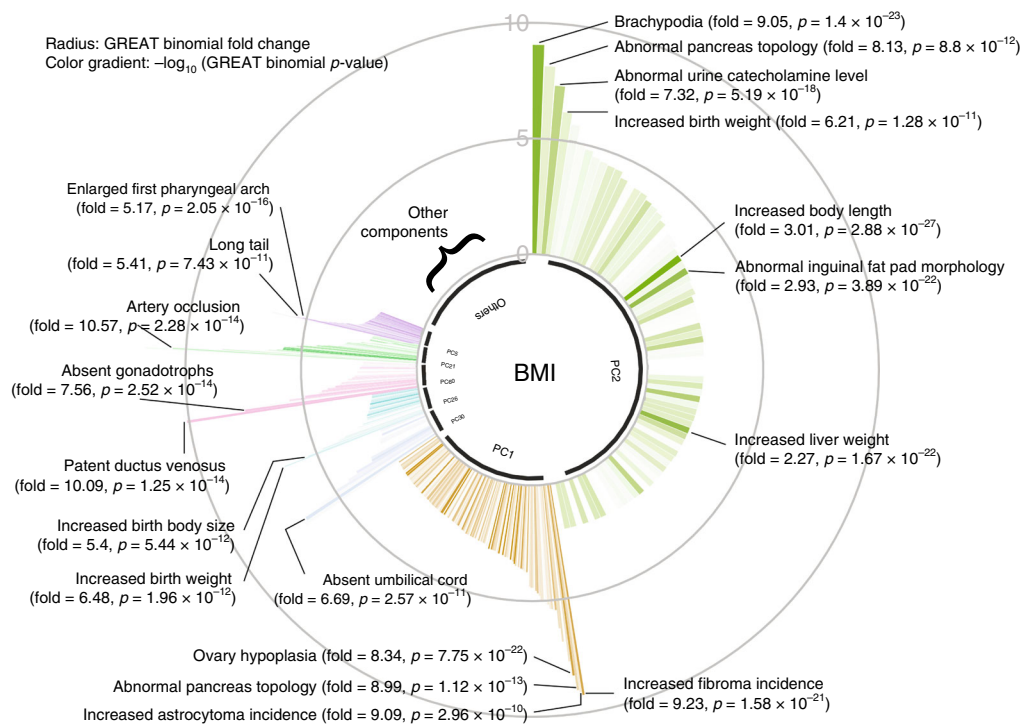 Radius: GREAT binomial fold change
Color gradient: –log₁₀ (GREAT binomial p-value)
10
5
0
Brachypodia (fold = 9.05, p = 1.4 × 10⁻²³)
Abnormal pancreas topology (fold = 8.13, p = 8.8 × 10⁻¹²)
Abnormal urine catecholamine level
(fold = 7.32, p = 5.19 × 10⁻¹⁸)
Increased birth weight (fold = 6.21, p = 1.28 × 10⁻¹¹)
Increased body length
(fold = 3.01, p = 2.88 × 10⁻²⁷)
Abnormal inguinal fat pad morphology
(fold = 2.93, p = 3.89 × 10⁻²²)
Increased liver weight
(fold = 2.27, p = 1.67 × 10⁻²²)
Enlarged first pharyngeal arch
(fold = 5.17, p = 2.05 × 10⁻¹⁶)
Long tail
(fold = 5.41, p = 7.43 × 10⁻¹¹)
Artery occlusion
(fold = 10.57, p = 2.28 × 10⁻¹⁴)
Absent gonadotrophs
(fold = 7.56, p = 2.52 × 10⁻¹⁴)
Patent ductus venosus
(fold = 10.09, p = 1.25 × 10⁻¹⁴)
Increased birth body size
(fold = 5.4, p = 5.44 × 10⁻¹²)
Increased birth weight
(fold = 6.48, p = 1.96 × 10⁻¹²)
Absent umbilical cord
(fold = 6.69, p = 2.57 × 10⁻¹¹)
Other
components
Others
PC5
PC21
PC60
PC26
PC30
PC1
PC2
BMI
Ovary hypoplasia (fold = 8.34, p = 7.75 × 10⁻²²)
Abnormal pancreas topology (fold = 8.99, p = 1.12 × 10⁻¹³)
Increased astrocytoma incidence (fold = 9.09, p = 2.96 × 10⁻¹⁰)
Increased fibroma incidence
(fold = 9.23, p = 1.58 × 10⁻²¹)